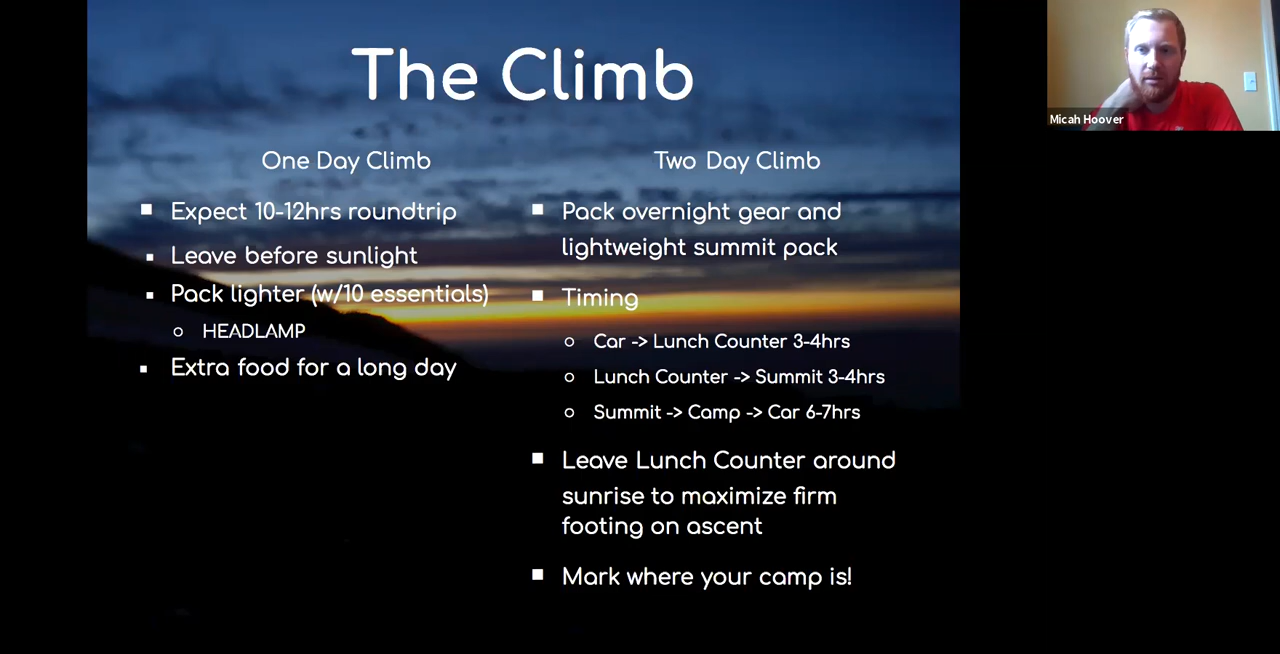 The Climb
One Day Climb
Expect 10-12hrs roundtrip
Leave before sunlight
Pack lighter (w/10 essentials)
HEADLAMP
Extra food for a long day
Two Day Climb
Pack overnight gear and
lightweight summit pack
Timing
Car -> Lunch Counter 3-4hrs
Lunch Counter -> Summit 3-4hrs
Summit -> Camp -> Car 6-7hrs
Leave Lunch Counter around
sunrise to maximize firm
footing on ascent
Mark where your camp is!
Micah Hoover